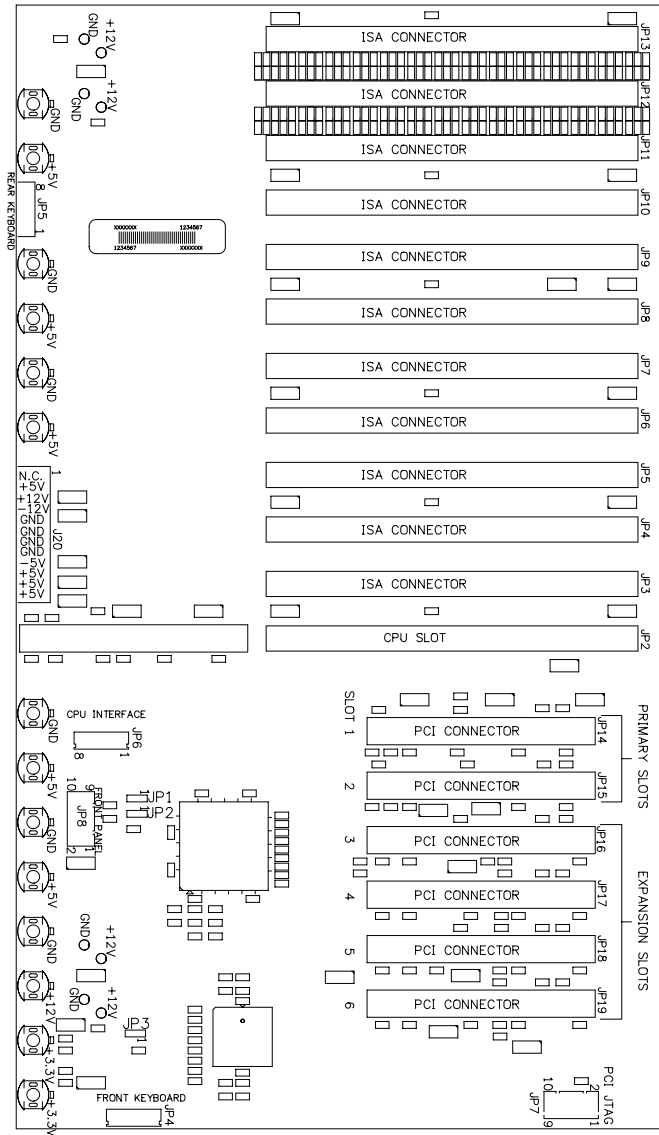 GND
+12V
ISA CONNECTOR
JP13
+12V
GND
ISA CONNECTOR
JP12
GND
ISA CONNECTOR
JP11
+5V
REAR KEYBOARD
8
JP5
1
ISA CONNECTOR
JP10
XXXXXXX 1234567
1234567 XXXXXXX
ISA CONNECTOR
JP9
GND
ISA CONNECTOR
JP8
+5V
ISA CONNECTOR
JP7
GND
ISA CONNECTOR
JP6
+5V
ISA CONNECTOR
JP5
1
N.C.
+5V
+12V
-12V
GND
GND
GND
GND
-5V
+5V
+5V
+5V
J20
ISA CONNECTOR
JP4
ISA CONNECTOR
JP3
CPU SLOT
JP2
SLOT 1
PCI CONNECTOR
JP14
PRIMARY SLOTS
2
PCI CONNECTOR
JP15
3
PCI CONNECTOR
JP16
EXPANSION SLOTS
4
PCI CONNECTOR
JP17
5
PCI CONNECTOR
JP18
6
PCI CONNECTOR
JP19
GND
CPU INTERFACE
JP6
8
1
+5V
10
9
JP8
FRONT PANEL
2
1
1
JP1
1
JP2
GND
+5V
GND
GND
+12V
+12V
GND
+12V
JP3
1
+3.3V
FRONT KEYBOARD
JP4
+3.3V
PCI JTAG
10
2
JP7
9
1